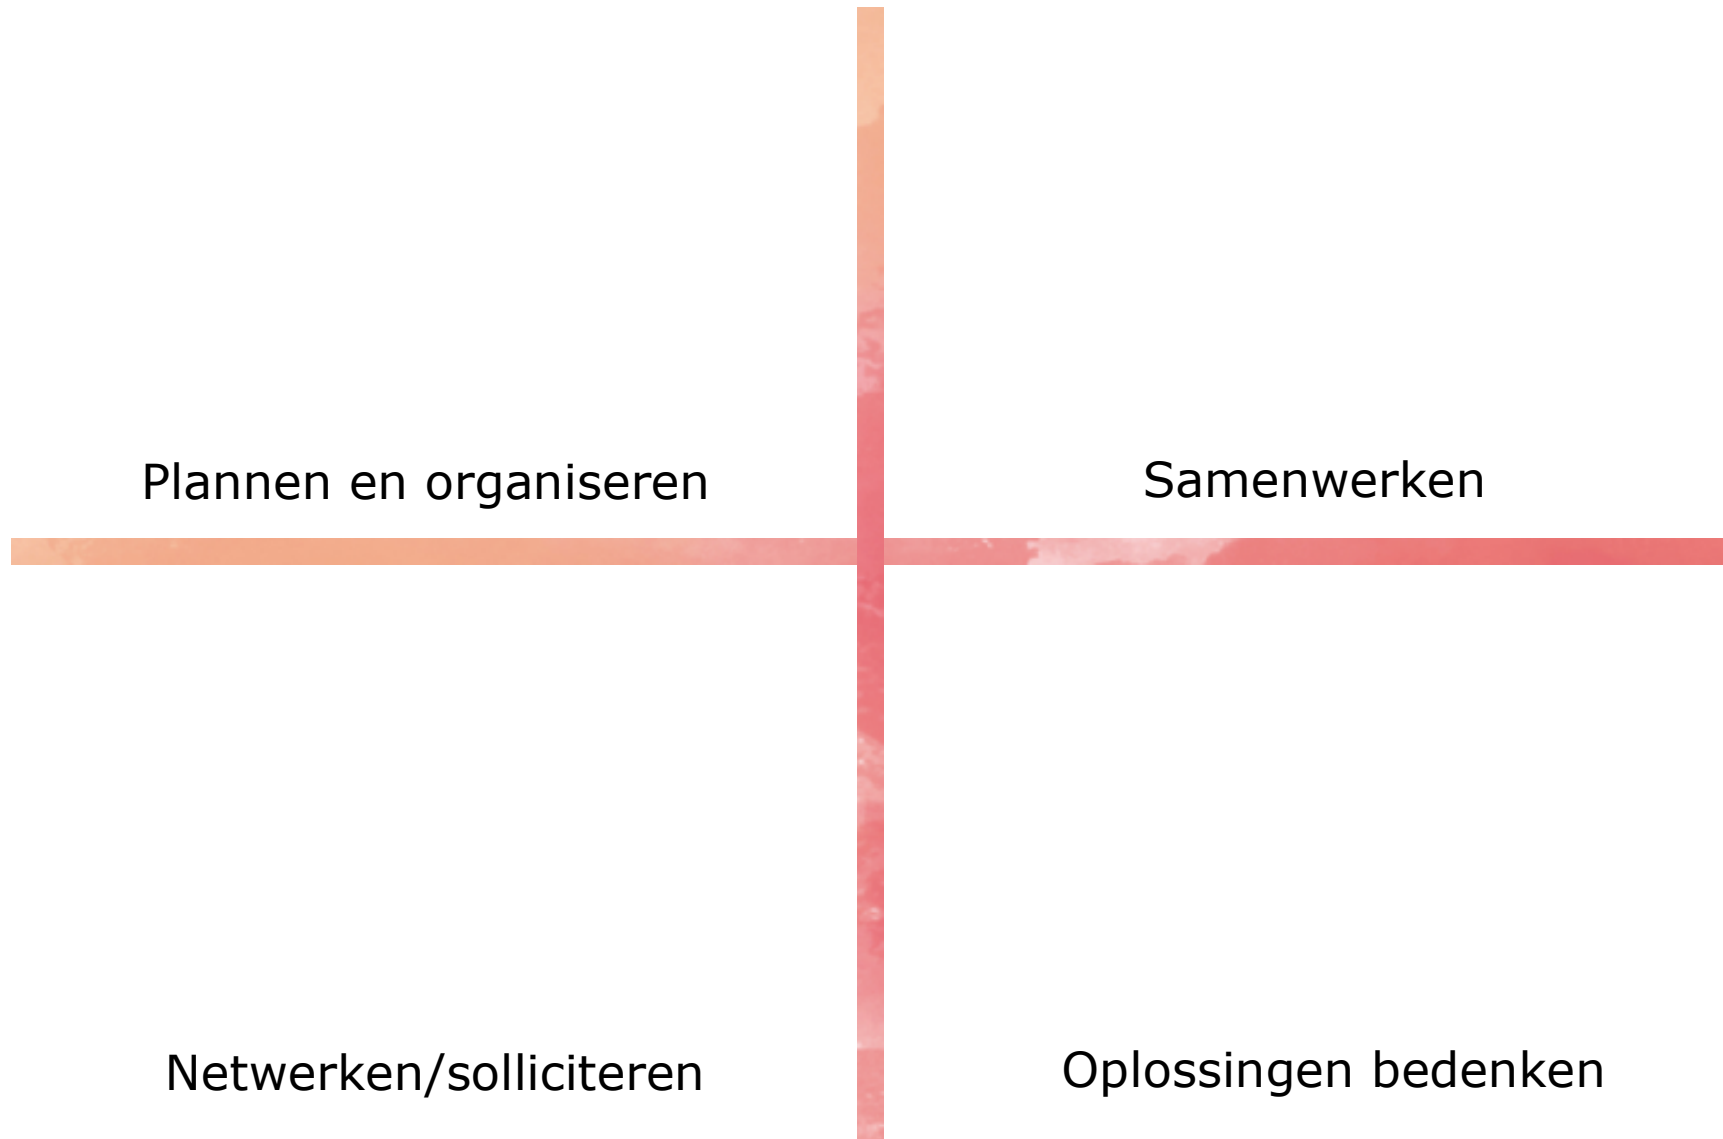 Plannen en organiseren
Samenwerken
Netwerken/solliciteren
Oplossingen bedenken